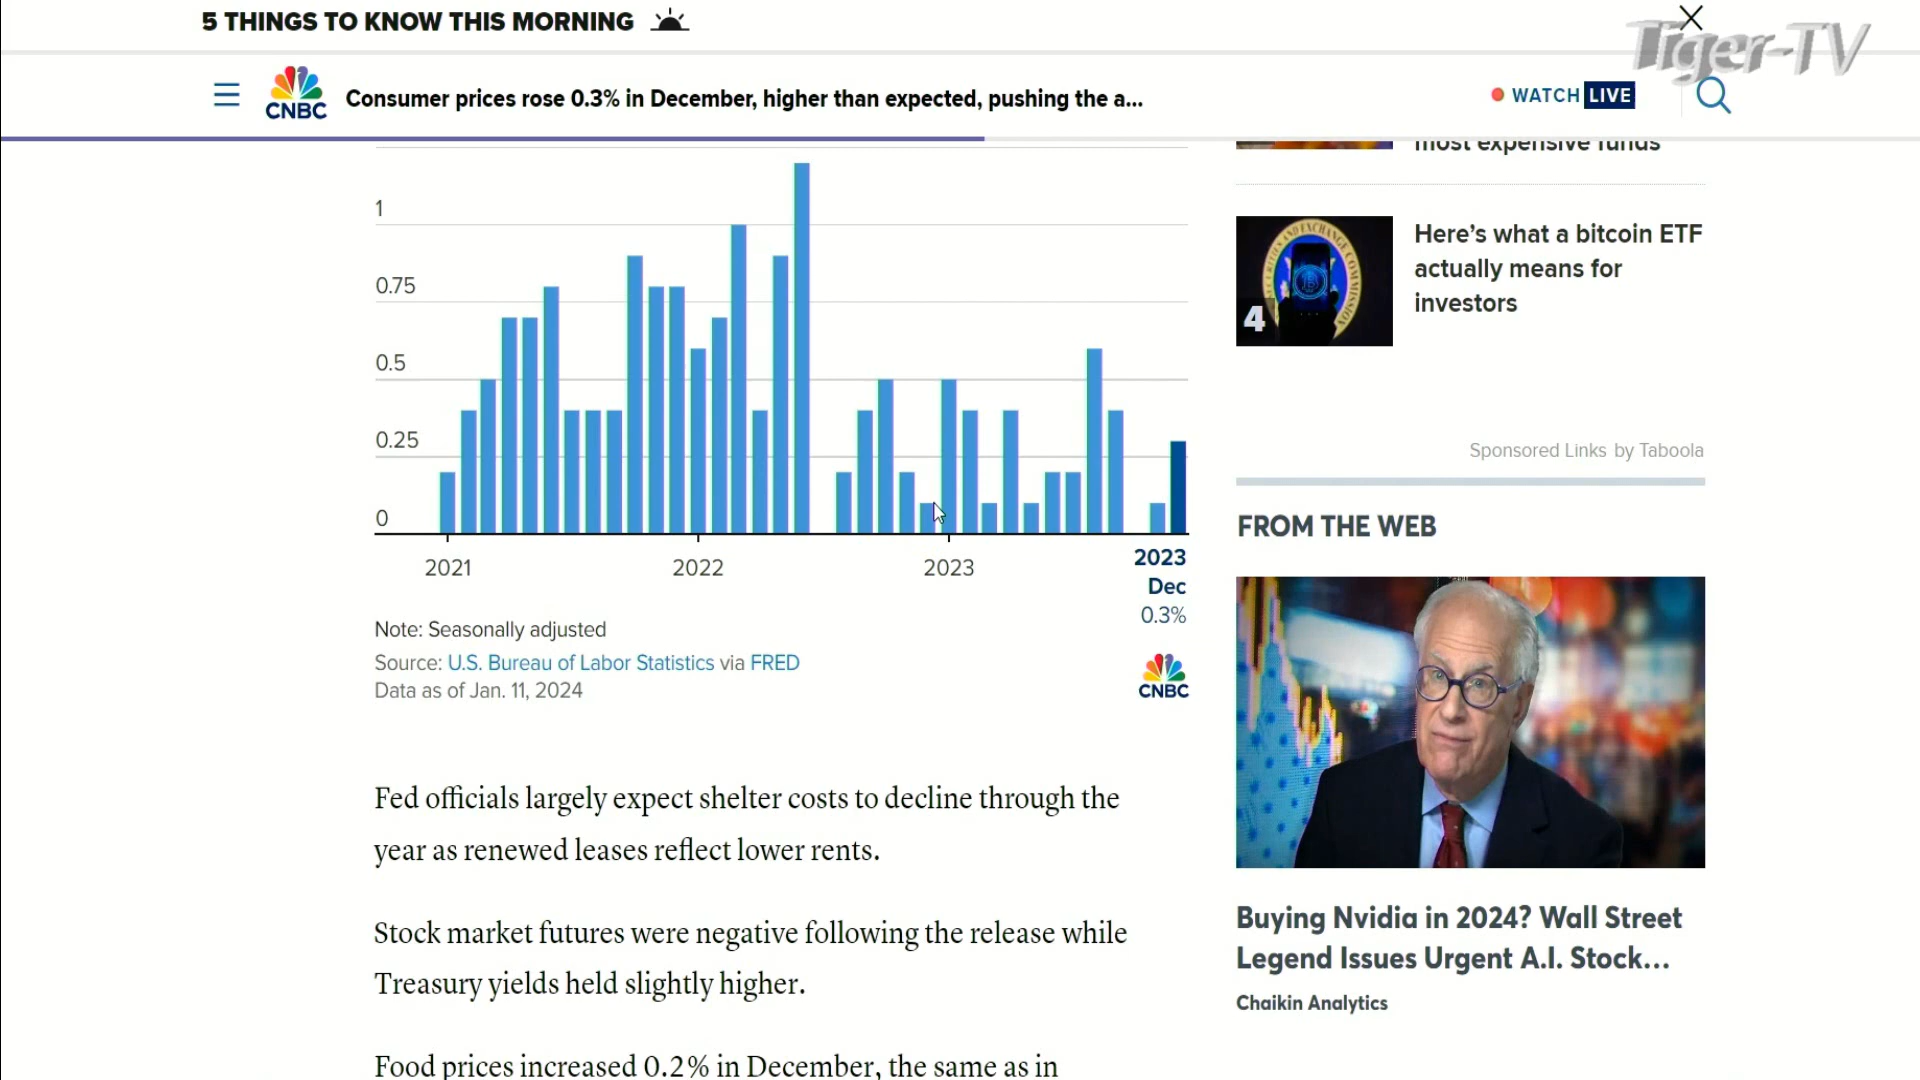 5 THINGS TO KNOW THIS MORNING
Tiger-TV
CNBC
Consumer prices rose 0.3% in December, higher than expected, pushing the a...
WATCH LIVE
1
0.75
0.5
0.25
0
2021
2022
2023
2023
Dec
0.3%
Note: Seasonally adjusted
Source: U.S. Bureau of Labor Statistics via FRED
Data as of Jan. 11, 2024
CNBC
Fed officials largely expect shelter costs to decline through the
year as renewed leases reflect lower rents.
Stock market futures were negative following the release while
Treasury yields held slightly higher.
Food prices increased 0.2% in December, the same as in
most expensive funds
4
Here's what a bitcoin ETF
actually means for
investors
Sponsored Links by Taboola
FROM THE WEB
Buying Nvidia in 2024? Wall Street
Legend Issues Urgent A.I. Stock...
Chaikin Analytics